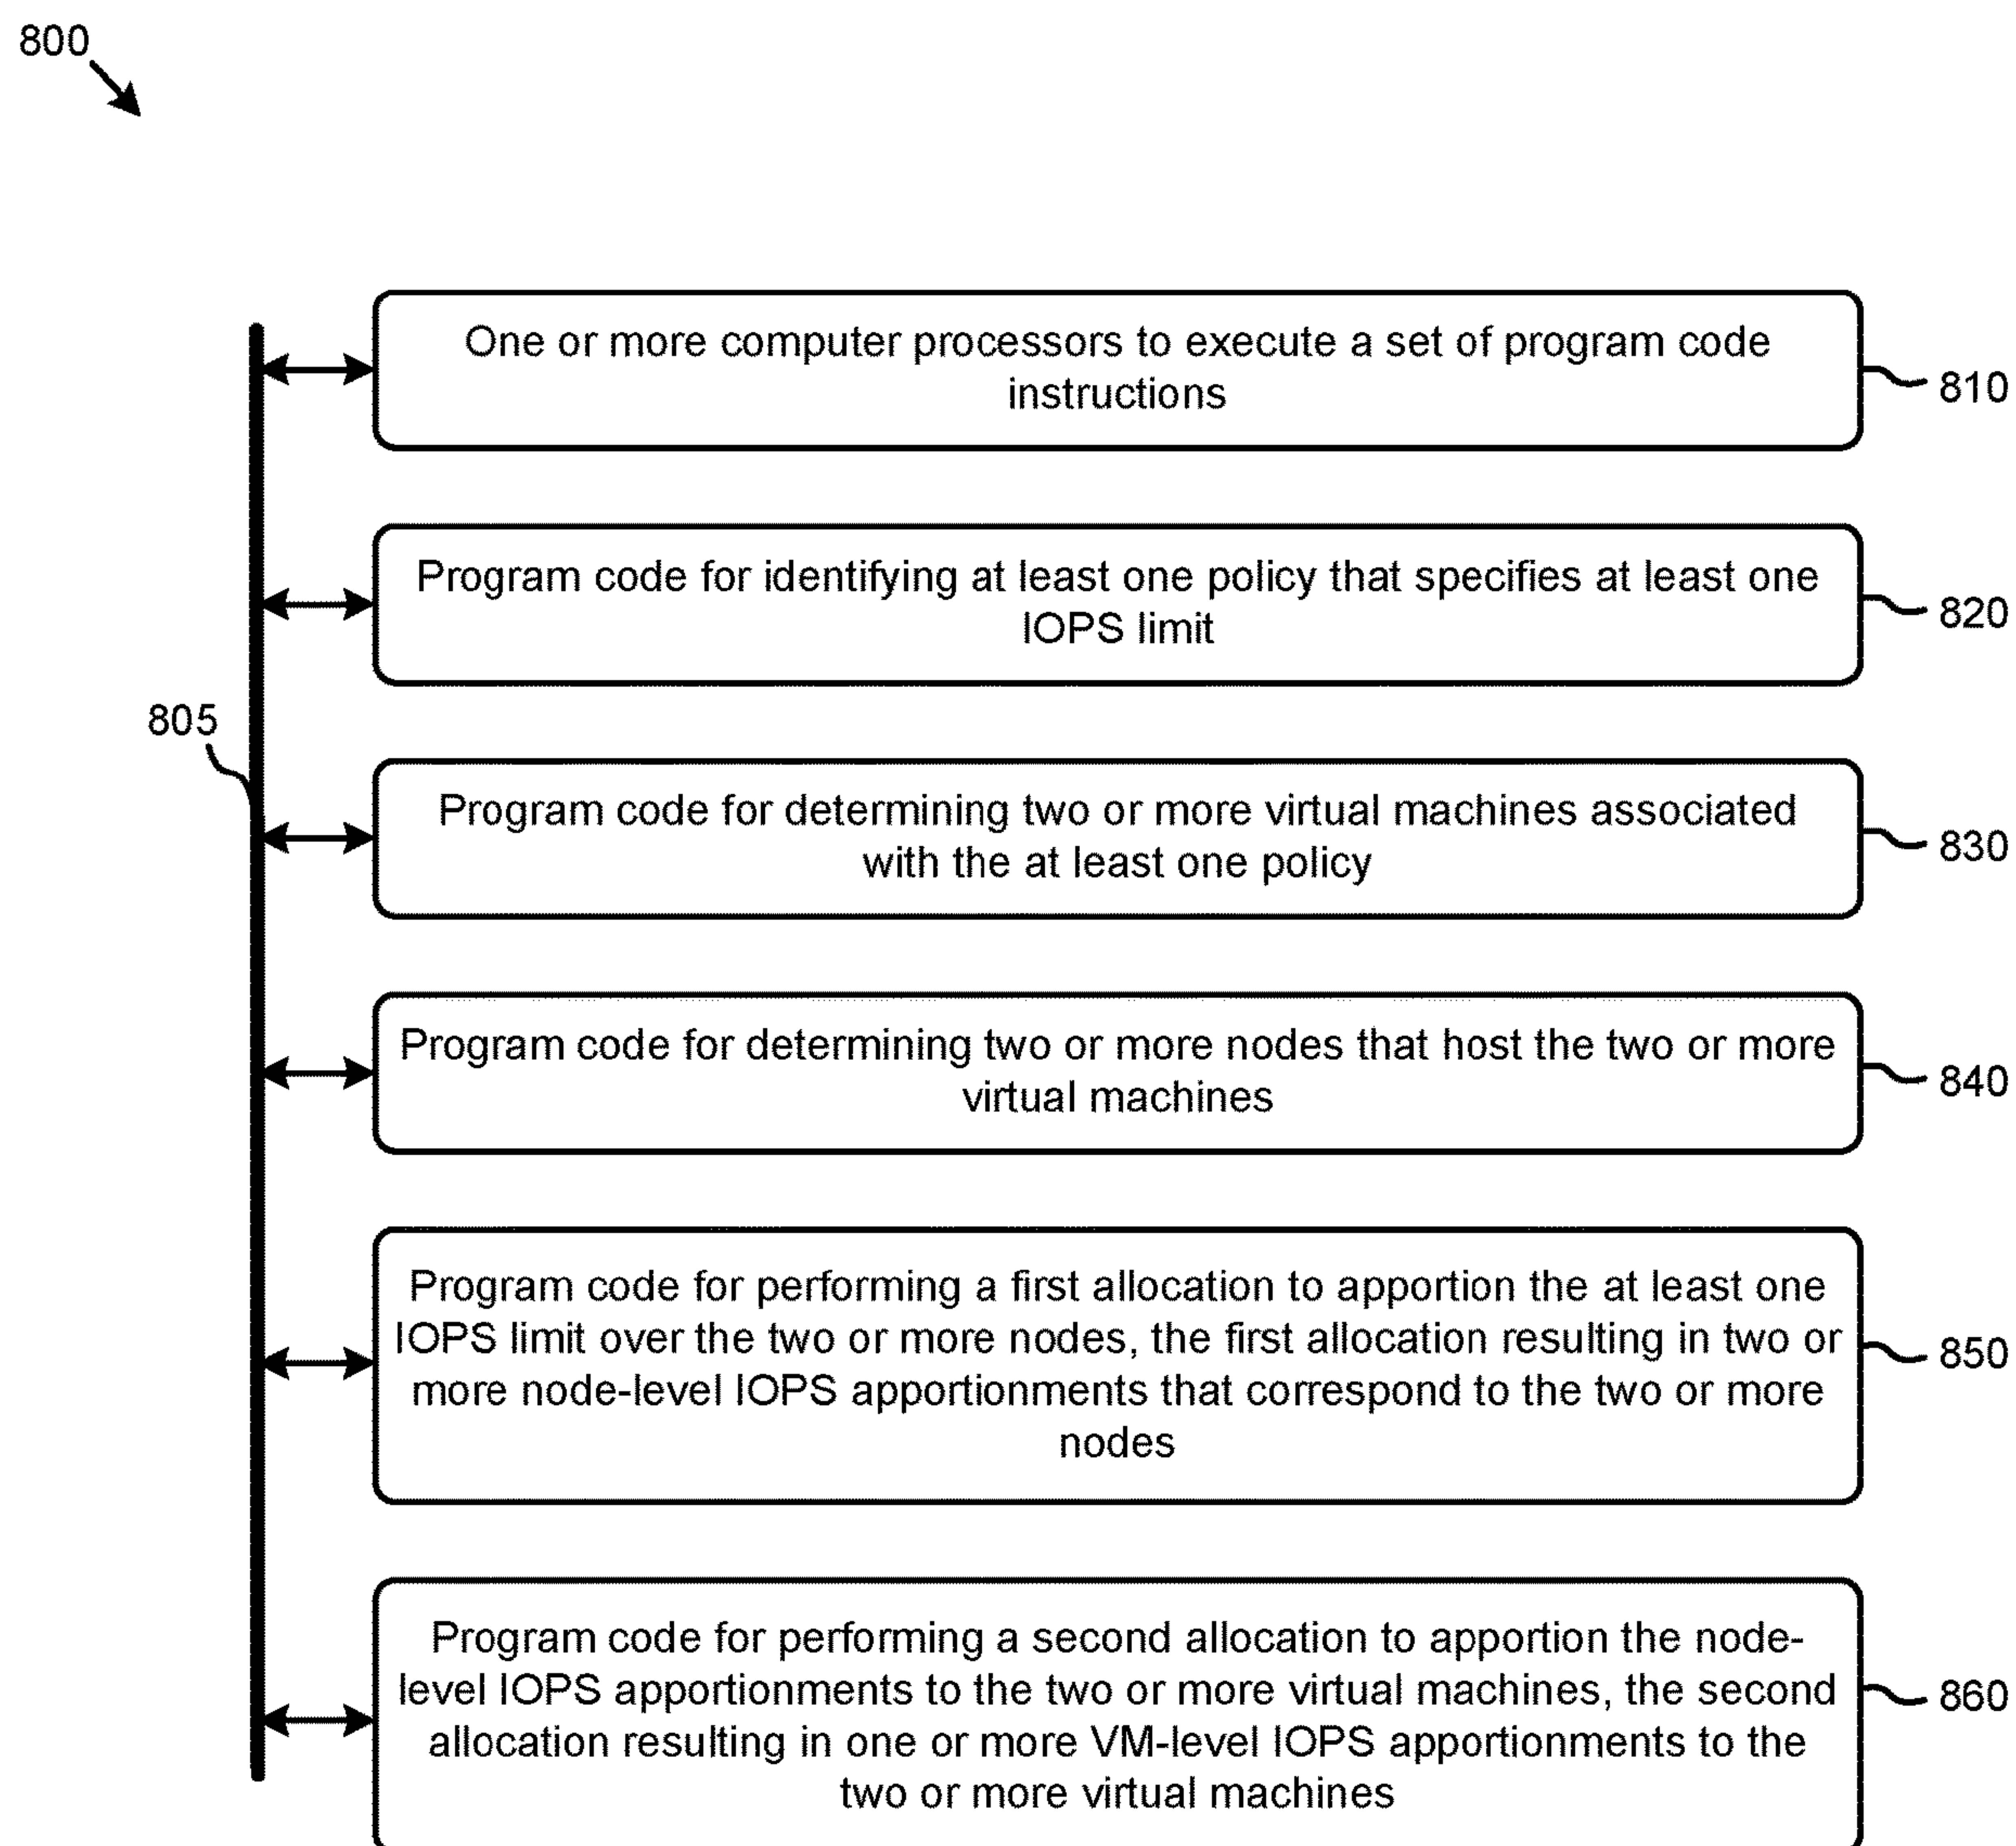 800
One or more computer processors to execute a set of program code
instructions
810
Program code for identifying at least one policy that specifies at least one
IOPS limit
820
805
Program code for determining two or more virtual machines associated
with the at least one policy
830
Program code for determining two or more nodes that host the two or more
virtual machines
840
Program code for performing a first allocation to apportion the at least one
IOPS limit over the two or more nodes, the first allocation resulting in two or
more node-level IOPS apportionments that correspond to the two or more
nodes
850
Program code for performing a second allocation to apportion the node-
level IOPS apportionments to the two or more virtual machines, the second
allocation resulting in one or more VM-level IOPS apportionments to the
two or more virtual machines
860